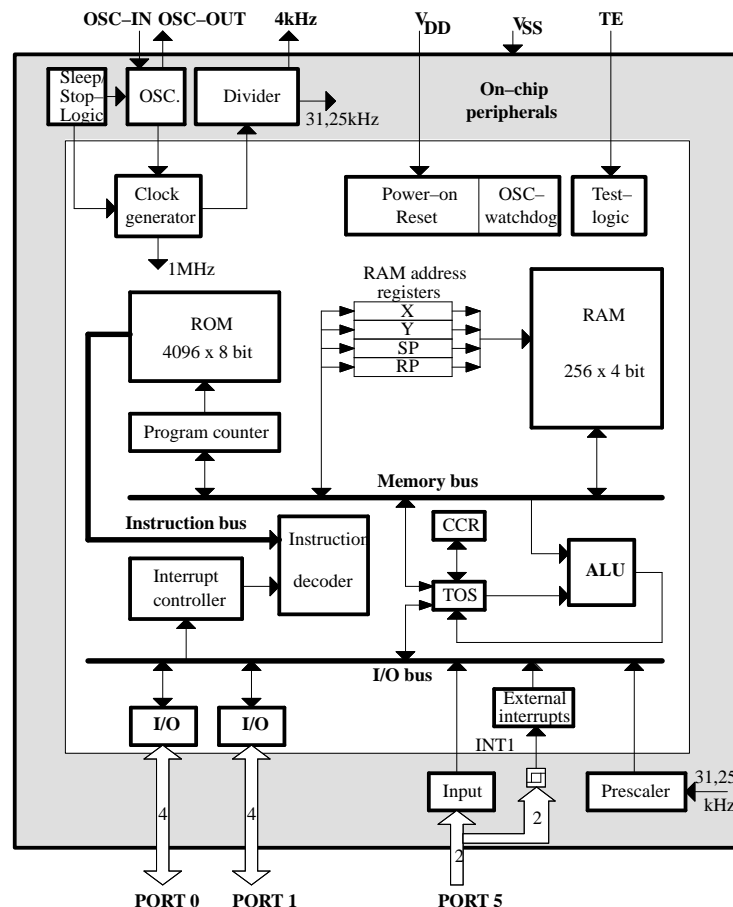 OSC–IN OSC–OUT 4kHz VDD VSS TE
Sleep/
Stop–
Logic
OSC.
Divider
31,25kHz
On–chip
peripherals
Clock
generator
1MHz
Power–on
Reset
OSC–
watchdog
Test–
logic
ROM
4096 x 8 bit
RAM address
registers
X
Y
SP
RP
RAM
256 x 4 bit
Program counter
Memory bus
Instruction bus
Instruction
decoder
CCR
TOS
ALU
Interrupt
controller
I/O bus
I/O
I/O
External
interrupts
INT1
Input
Prescaler
31,25
kHz
4
4
2
2
PORT 0
PORT 1
PORT 5